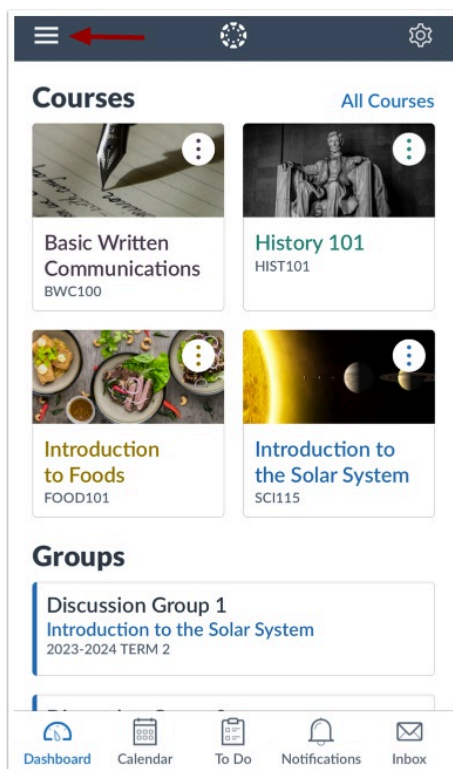 Courses
All Courses
Basic Written
Communications
BWC100
History 101
HIST101
Introduction
to Foods
FOOD101
Introduction to
the Solar System
SCI115
Groups
Discussion Group 1
Introduction to the Solar System
2023-2024 TERM 2
Dashboard
Calendar
To Do
Notifications
Inbox